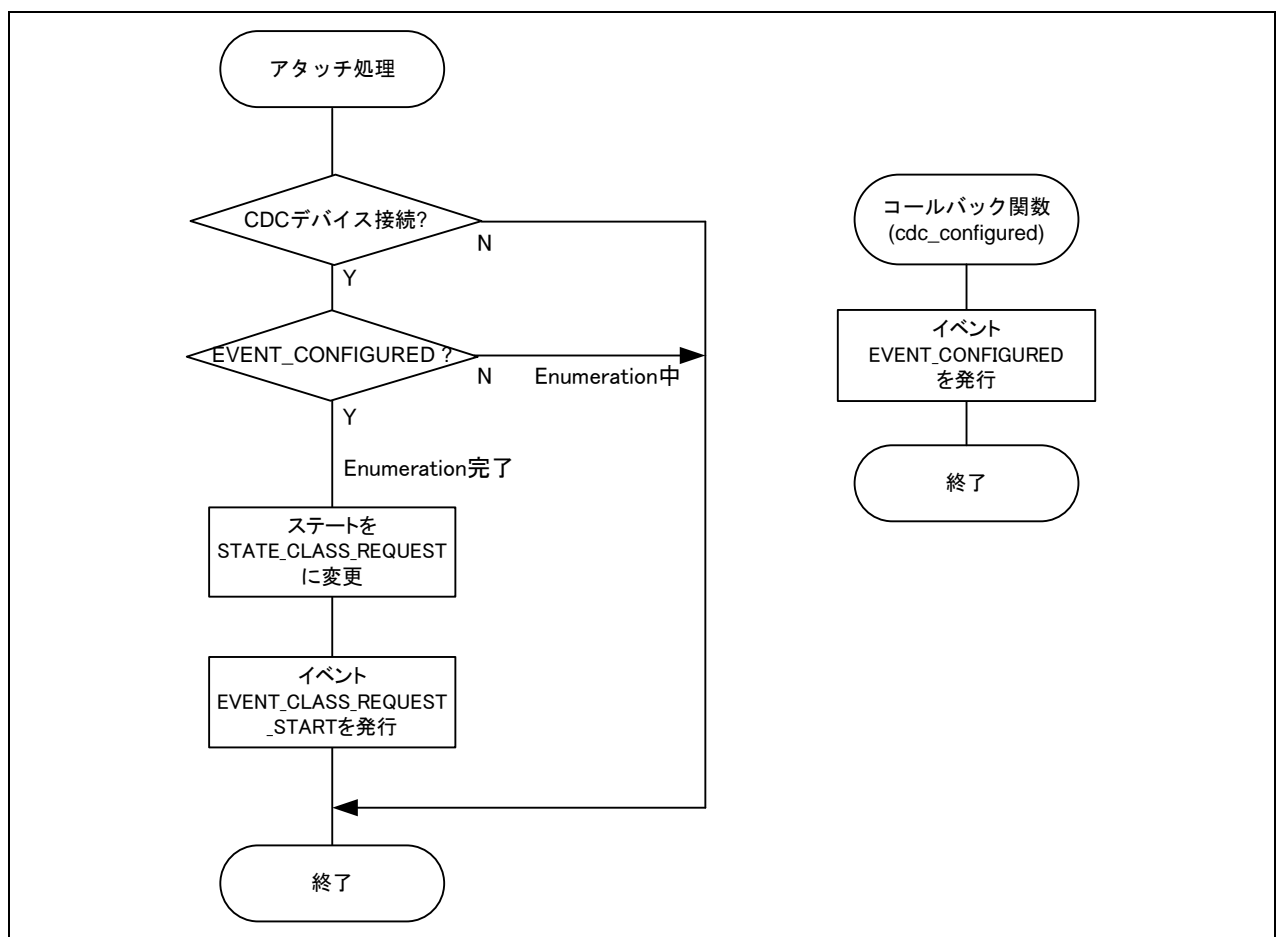 アタッチ処理
CDCデバイス接続?
N
Y
EVENT_CONFIGURED ?
N
Enumeration中
Y
Enumeration完了
ステートを
STATE_CLASS_REQUEST
に変更
イベント
EVENT_CLASS_REQUEST
_STARTを発行
終了
コールバック関数
(cdc_configured)
イベント
EVENT_CONFIGURED
を発行
終了